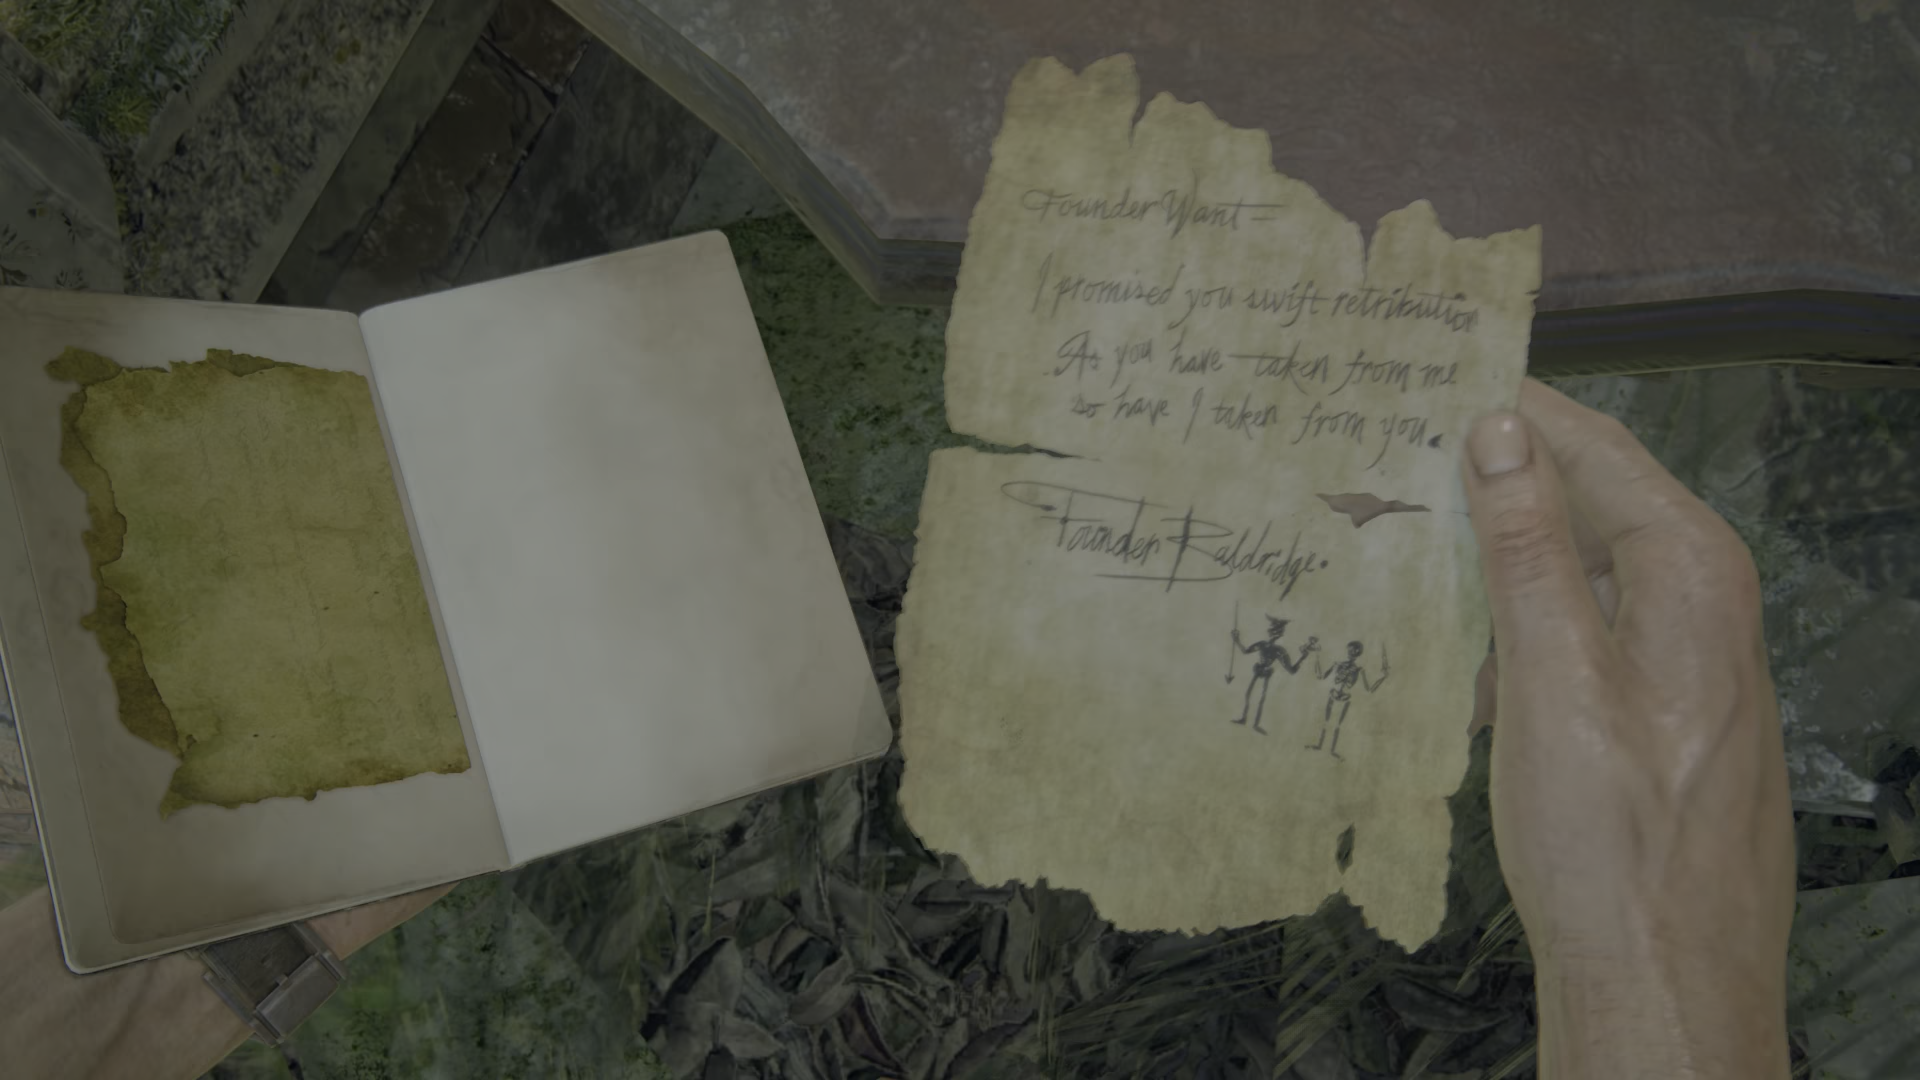 Founder Want –
I promised you swift retribution
As you have taken from me
so have I taken from you.
Founder Baldridge.